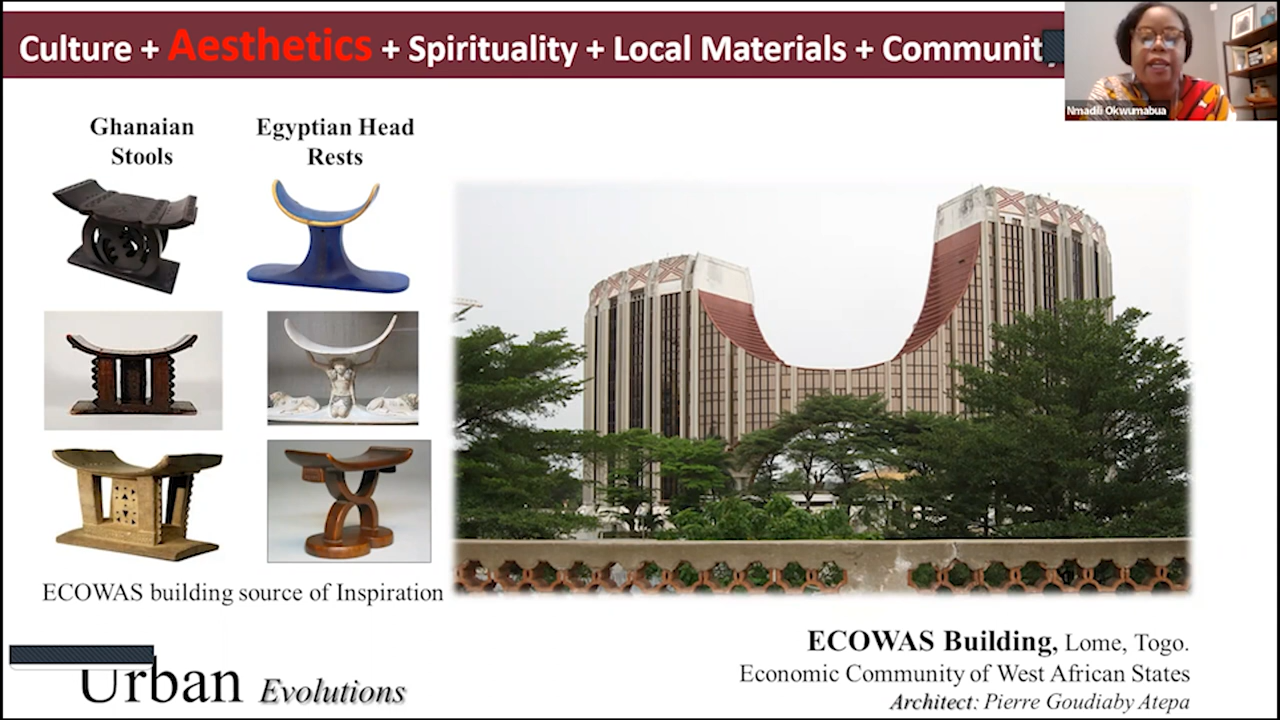 Culture + Aesthetics + Spirituality + Local Materials + Community
Nmadili Okwumabua
Ghanaian
Stools
Egyptian Head
Rests
ECOWAS building source of Inspiration
ECOWAS Building, Lome, Togo.
Economic Community of West African States
Architect: Pierre Goudiaby Atepa
Urban Evolutions